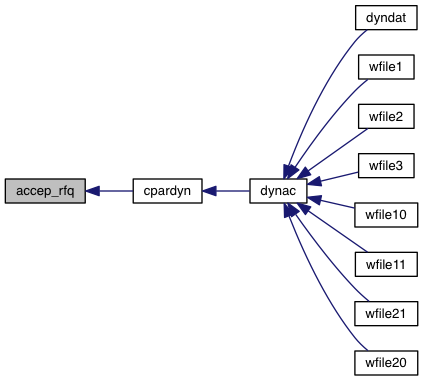 dyndat
wfile1
wfile2
wfile3
accep_rfq
cpardyn
dynac
wfile10
wfile11
wfile21
wfile20